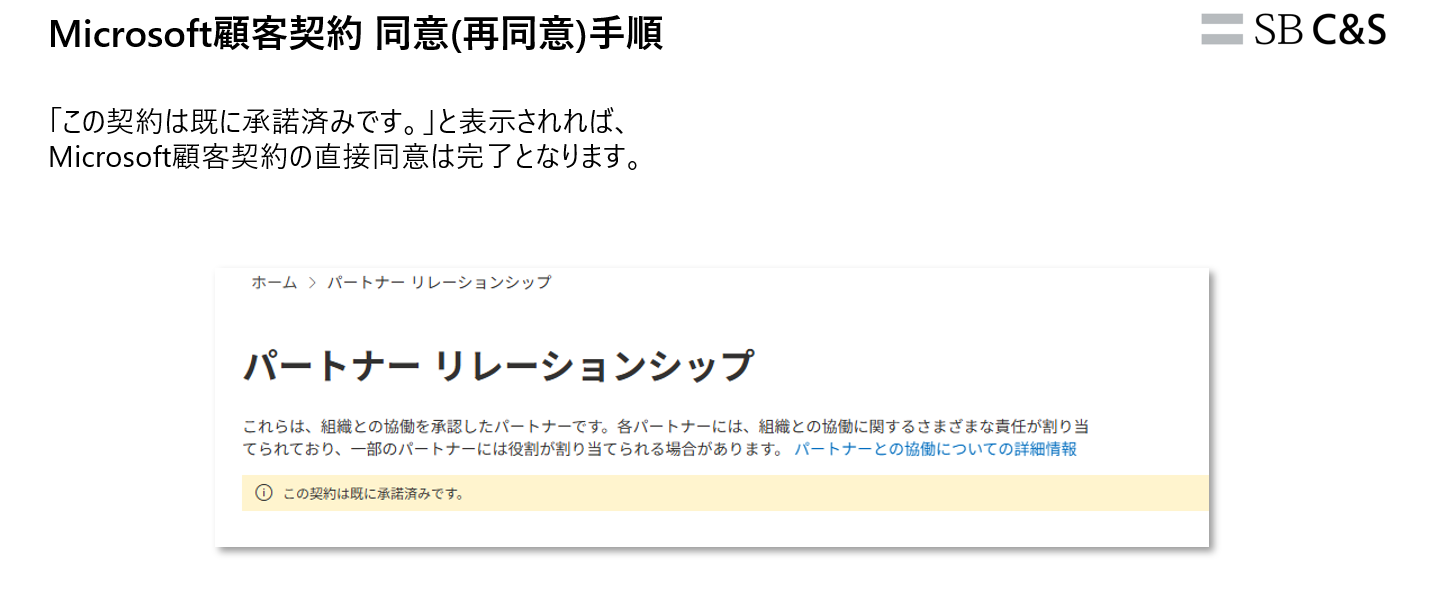 Microsoft顧客契約 同意(再同意)手順
SB C&S
「この契約は既に承諾済みです。」と表示されれば、
Microsoft顧客契約の直接同意は完了となります。
ホーム > パートナー リレーションシップ
パートナー リレーションシップ
これらは、組織との協働を承認したパートナーです。各パートナーには、組織との協働に関するさまざまな責任が割り当
てられており、一部のパートナーには役割が割り当てられる場合があります。 パートナーとの協働についての詳細情報
この契約は既に承諾済みです。